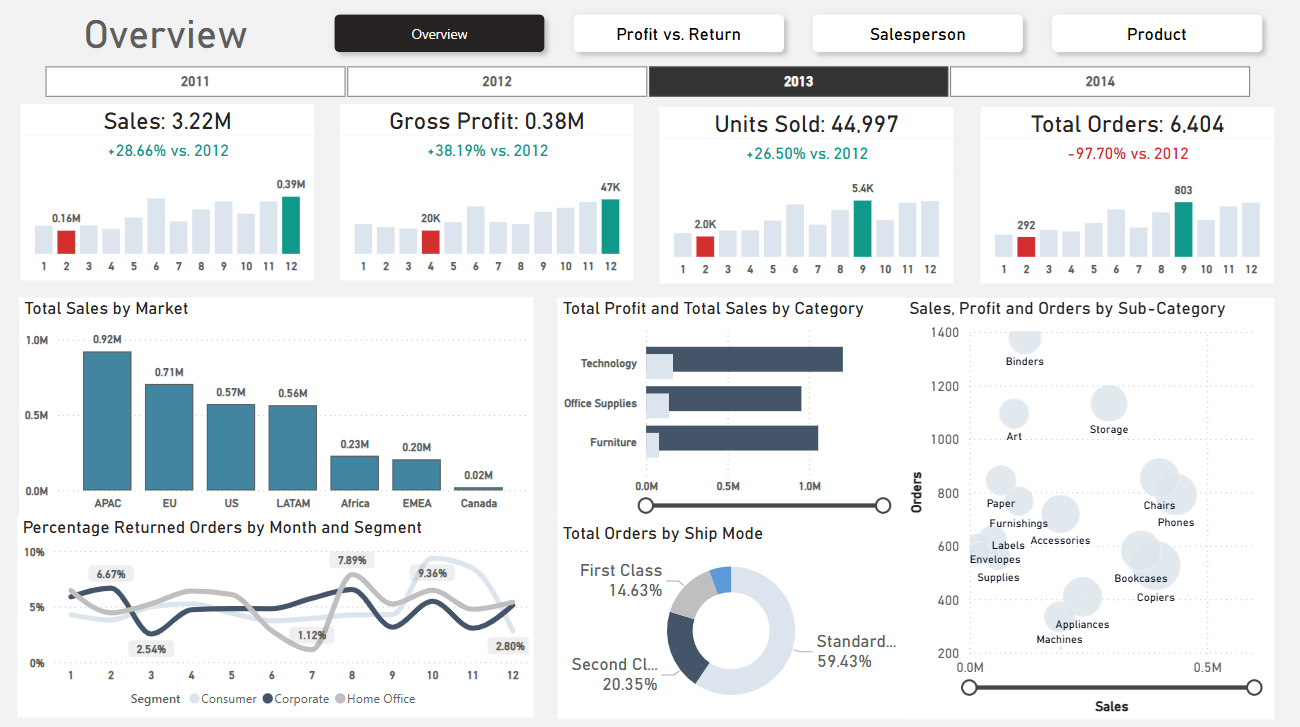 Overview
Overview
Profit vs. Return
Salesperson
Product
2011
2012
2013
2014
Sales: 3.22M
+28.66% vs. 2012
0.16M
0.39M
1 2 3 4 5 6 7 8 9 10 11 12
Gross Profit: 0.38M
+38.19% vs. 2012
20K
47K
1 2 3 4 5 6 7 8 9 10 11 12
Units Sold: 44,997
+26.50% vs. 2012
2.0K
5.4K
1 2 3 4 5 6 7 8 9 10 11 12
Total Orders: 6,404
-97.70% vs. 2012
292
803
1 2 3 4 5 6 7 8 9 10 11 12
Total Sales by Market
1.0M
0.5M
0.0M
0.92M
0.71M
0.57M
0.56M
0.23M
0.20M
0.02M
APAC EU US LATAM Africa EMEA Canada
Percentage Returned Orders by Month and Segment
10%
5%
0%
6.67%
2.54%
1.12%
7.89%
9.36%
2.80%
1 2 3 4 5 6 7 8 9 10 11 12
Segment Consumer Corporate Home Office
Total Profit and Total Sales by Category
Technology
Office Supplies
Furniture
0.0M 0.5M 1.0M
Total Orders by Ship Mode
First Class
14.63%
Second Cl...
20.35%
Standard...
59.43%
Sales, Profit and Orders by Sub-Category
Orders
1400
1200
1000
800
600
400
200
Binders
Art
Storage
Paper
Furnishings
Accessories
Chairs
Phones
Labels
Envelopes
Supplies
Bookcases
Copiers
Appliances
Machines
0.0M 0.5M
Sales